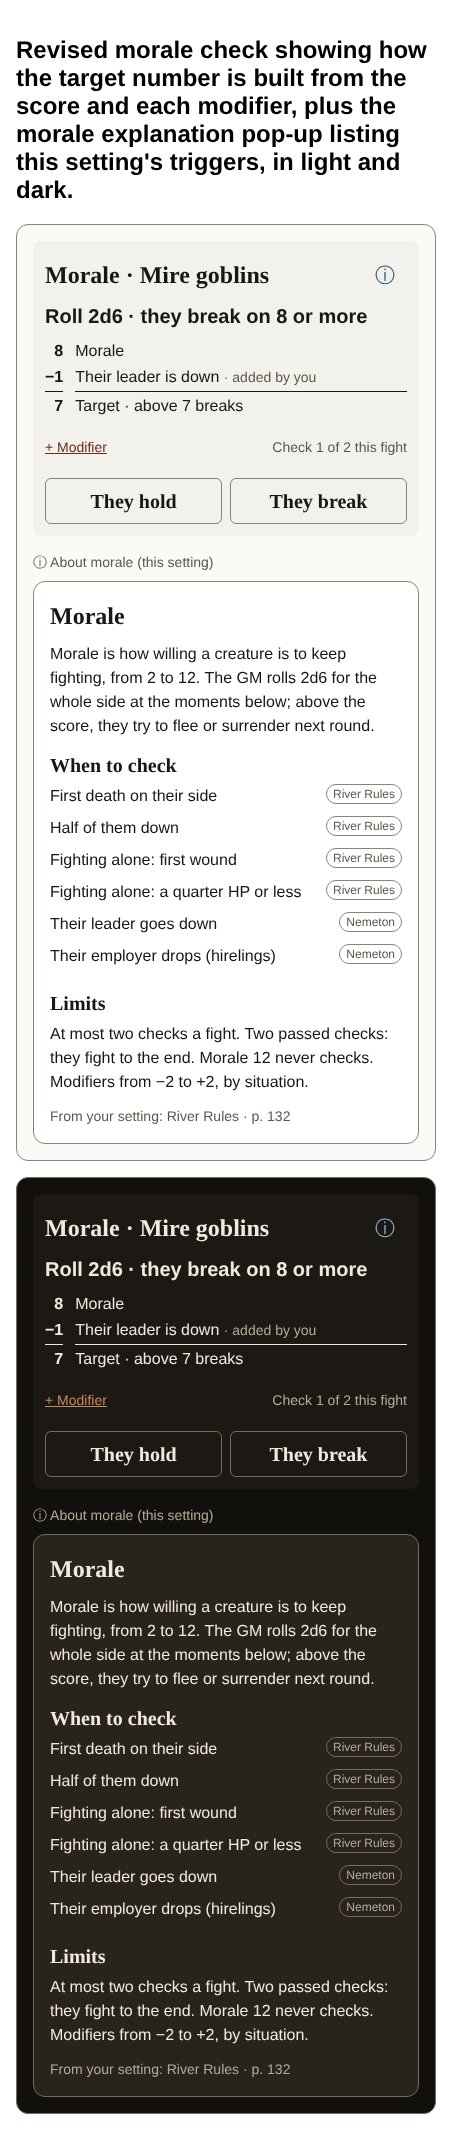 Revised morale check showing how
the target number is built from the
score and each modifier, plus the
morale explanation pop-up listing
this setting's triggers, in light and
dark.
Morale · Mire goblins ⓘ
Roll 2d6 · they break on 8 or more
8 Morale
−1 Their leader is down · added by you
7 Target · above 7 breaks
+ Modifier Check 1 of 2 this fight
They hold They break
ⓘ About morale (this setting)
Morale
Morale is how willing a creature is to keep
fighting, from 2 to 12. The GM rolls 2d6 for the
whole side at the moments below; above the
score, they try to flee or surrender next round.
When to check
First death on their side River Rules
Half of them down River Rules
Fighting alone: first wound River Rules
Fighting alone: a quarter HP or less River Rules
Their leader goes down Nemeton
Their employer drops (hirelings) Nemeton
Limits
At most two checks a fight. Two passed checks:
they fight to the end. Morale 12 never checks.
Modifiers from −2 to +2, by situation.
From your setting: River Rules · p. 132
Morale · Mire goblins ⓘ
Roll 2d6 · they break on 8 or more
8 Morale
−1 Their leader is down · added by you
7 Target · above 7 breaks
+ Modifier Check 1 of 2 this fight
They hold They break
ⓘ About morale (this setting)
Morale
Morale is how willing a creature is to keep
fighting, from 2 to 12. The GM rolls 2d6 for the
whole side at the moments below; above the
score, they try to flee or surrender next round.
When to check
First death on their side River Rules
Half of them down River Rules
Fighting alone: first wound River Rules
Fighting alone: a quarter HP or less River Rules
Their leader goes down Nemeton
Their employer drops (hirelings) Nemeton
Limits
At most two checks a fight. Two passed checks:
they fight to the end. Morale 12 never checks.
Modifiers from −2 to +2, by situation.
From your setting: River Rules · p. 132